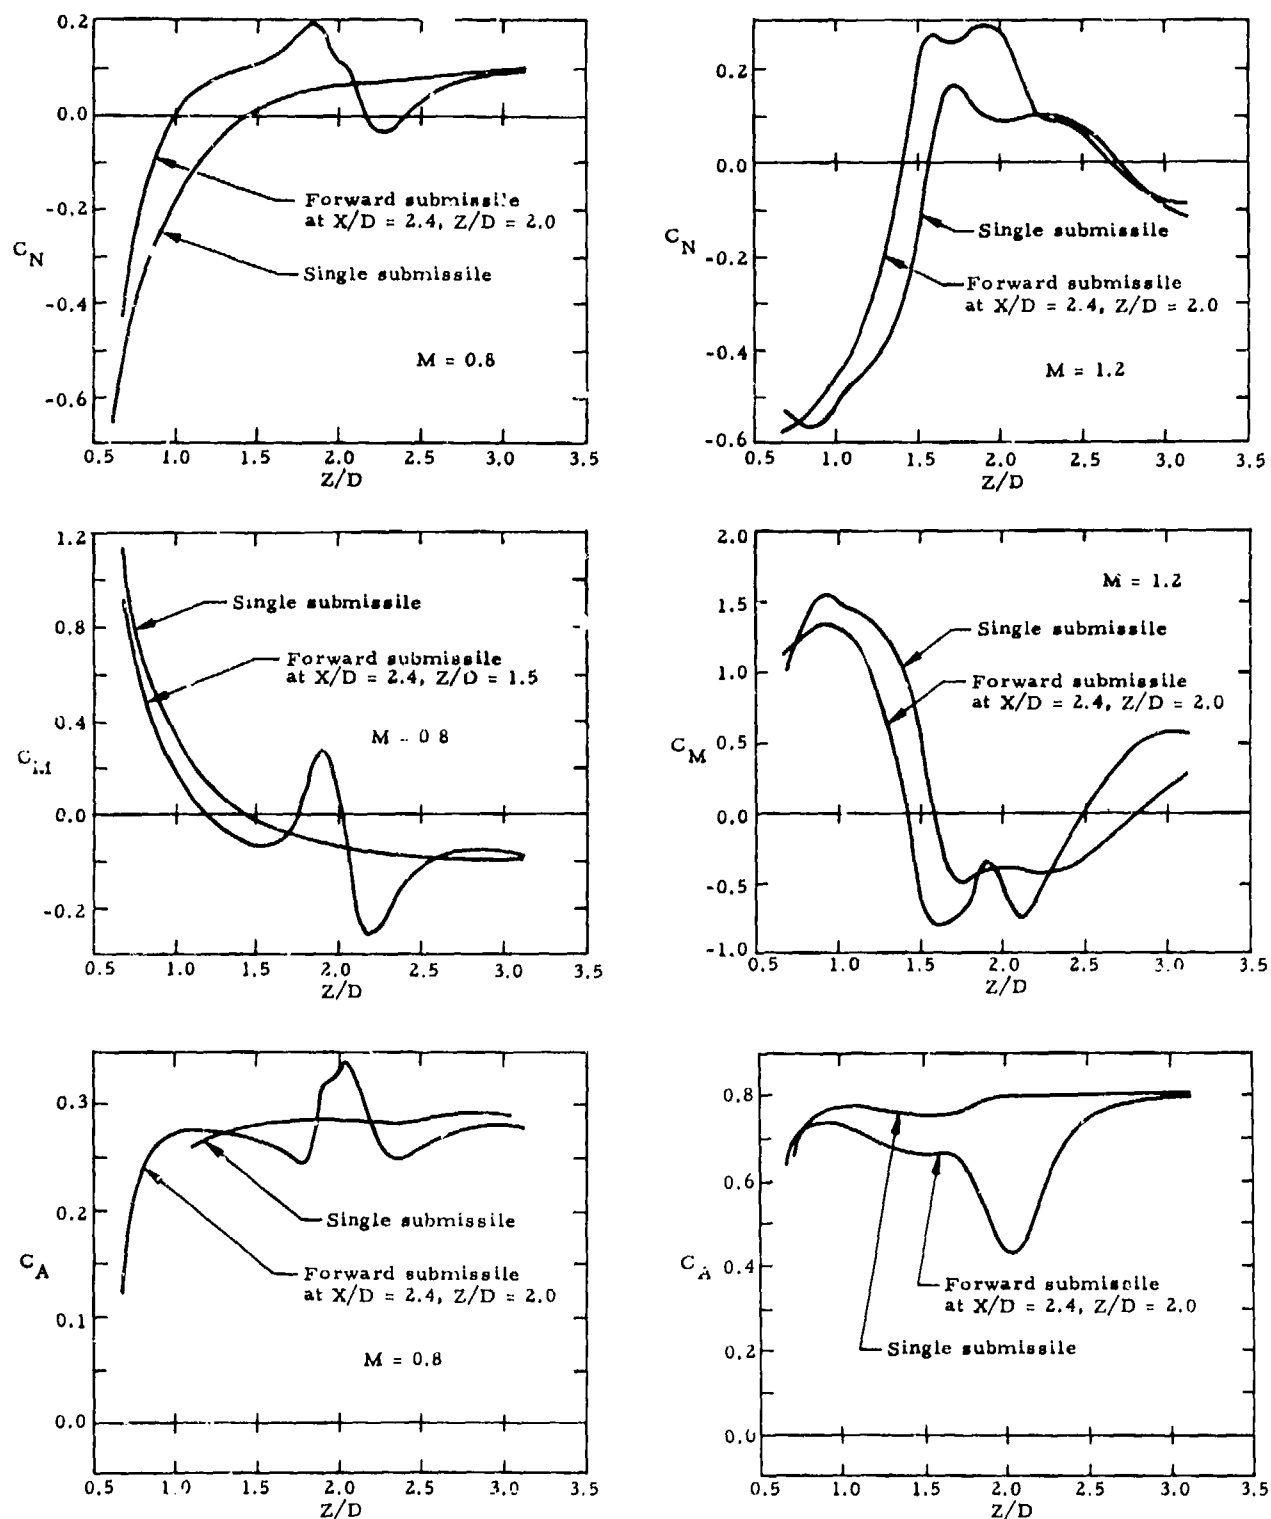 0.2
0.0
-0.2
-0.4
-0.6
C_N
Forward submissile
at X/D = 2.4, Z/D = 2.0
Single submissile
M = 0.8
0.5 1.0 1.5 2.0 2.5 3.0 3.5
Z/D
0.2
0.0
-0.2
-0.4
-0.6
C_N
Single submissile
Forward submissile
at X/D = 2.4, Z/D = 2.0
M = 1.2
0.5 1.0 1.5 2.0 2.5 3.0 3.5
Z/D
1.2
0.8
0.4
0.0
-0.2
C_M
Single submissile
Forward submissile
at X/D = 2.4, Z/D = 1.5
M = 0.8
0.5 1.0 1.5 2.0 2.5 3.0 3.5
Z/D
2.0
1.5
1.0
0.5
0.0
-0.5
-1.0
C_M
M = 1.2
Single submissile
Forward submissile
at X/D = 2.4, Z/D = 2.0
0.5 1.0 1.5 2.0 2.5 3.0 3.5
Z/D
0.3
0.2
0.1
0.0
C_A
Single submissile
Forward submissile
at X/D = 2.4, Z/D = 2.0
M = 0.8
0.5 1.0 1.5 2.0 2.5 3.0 3.5
Z/D
0.8
0.6
0.4
0.2
0.0
C_A
Forward submissile
at X/D = 2.4, Z/D = 2.0
Single submissile
0.5 1.0 1.5 2.0 2.5 3.0 3.5
Z/D